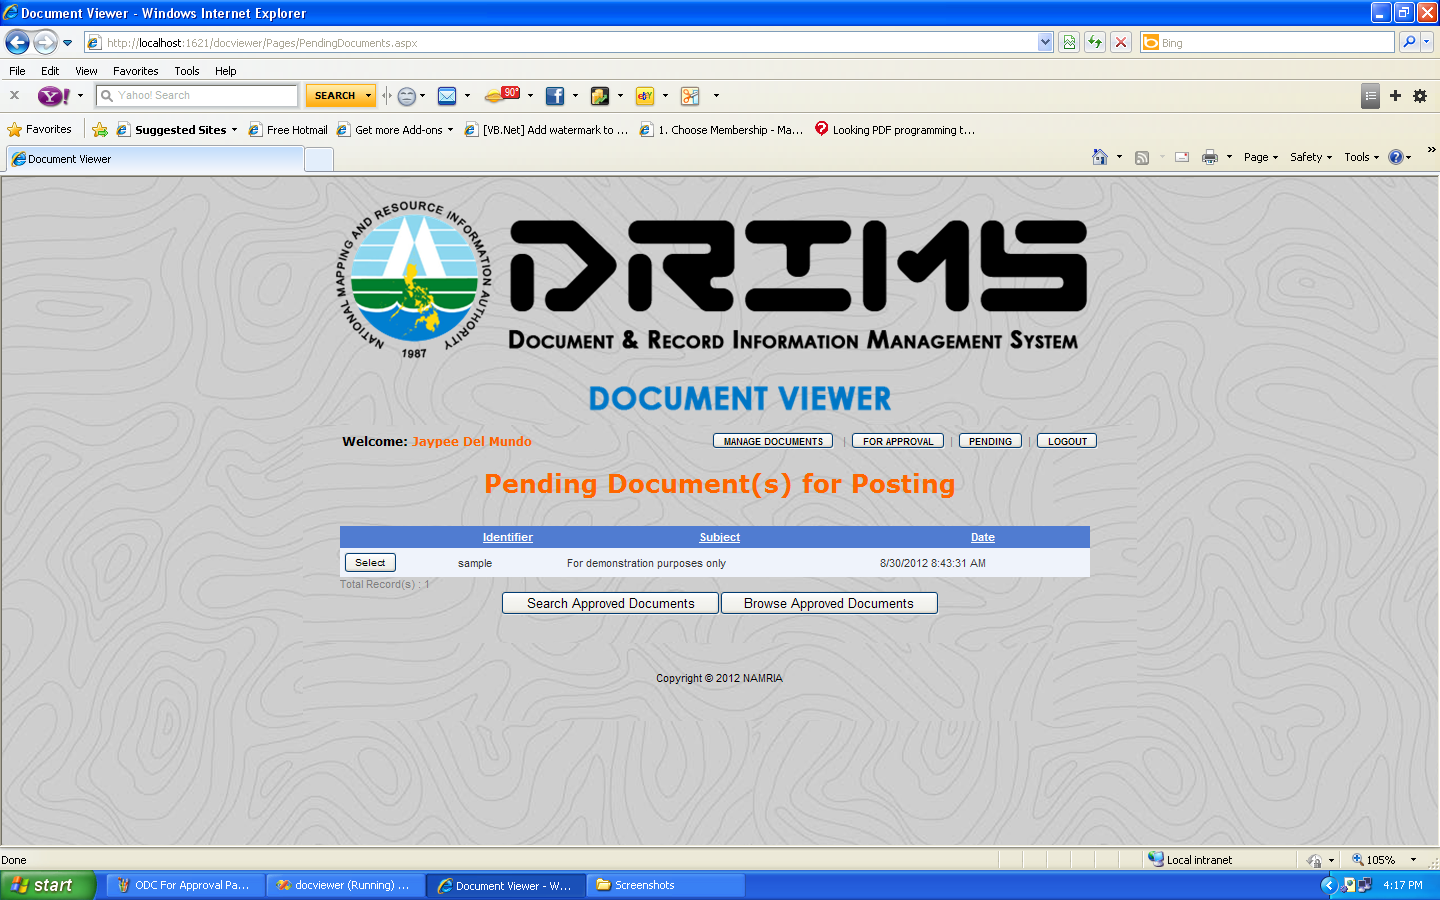 Document Viewer - Windows Internet Explorer
http://localhost:1621/docviewer/Pages/PendingDocuments.aspx
Bing
File Edit View Favorites Tools Help
X Y! Yahoo! Search SEARCH 90° ebY
Favorites Suggested Sites Free Hotmail Get more Add-ons [VB.Net] Add watermark to ... 1. Choose Membership - Ma... Looking PDF programming t...
Document Viewer
Page Safety Tools
NATIONAL MAPPING AND RESOURCE INFORMATION AUTHORITY
1987
DRIMS
DOCUMENT & RECORD INFORMATION MANAGEMENT SYSTEM
DOCUMENT VIEWER
Welcome: Jaypee Del Mundo
MANAGE DOCUMENTS | FOR APPROVAL | PENDING | LOGOUT
Pending Document(s) for Posting
Identifier Subject Date
Select sample For demonstration purposes only 8/30/2012 8:43:31 AM
Total Record(s) : 1
Search Approved Documents Browse Approved Documents
Copyright © 2012 NAMRIA
Done Local intranet 105%
start ODC For Approval Pa... docviewer (Running) ... Document Viewer - W... Screenshots 4:17 PM